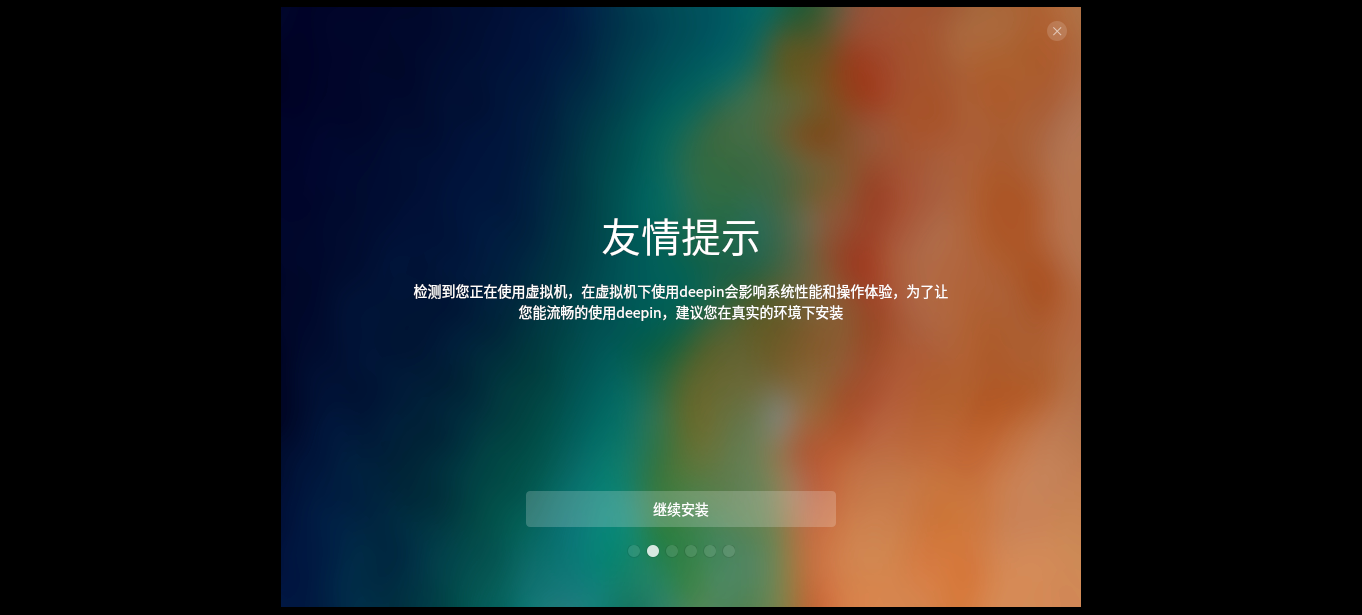 友情提示
检测到您正在使用虚拟机，在虚拟机下使用deepin会影响系统性能和操作体验，为了让
您能流畅的使用deepin，建议您在真实的环境下安装
继续安装